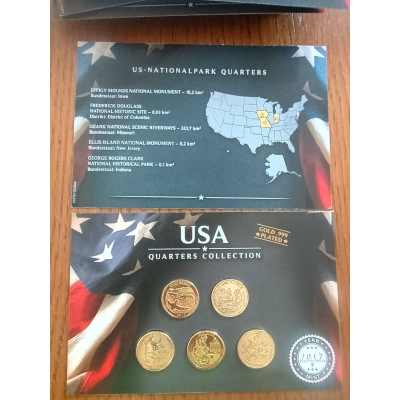 US-NATIONALPARK QUARTERS
EFFIGY MOUNDS NATIONAL MONUMENT – 10,2 km²
Bundesstaat: Iowa
FREDERICK DOUGLASS
NATIONAL HISTORIC SITE – 0,03 km²
Distrikt: District of Columbia
OZARK NATIONAL SCENIC RIVERWAYS – 323,7 km²
Bundesstaat: Missouri
ELLIS ISLAND NATIONAL MONUMENT – 0,2 km²
Bundesstaat: New Jersey
GEORGE ROGERS CLARK
NATIONAL HISTORICAL PARK – 0,1 km²
Bundesstaat: Indiana
USA
QUARTERS COLLECTION
GOLD .999
PLATED
YEAR
2017